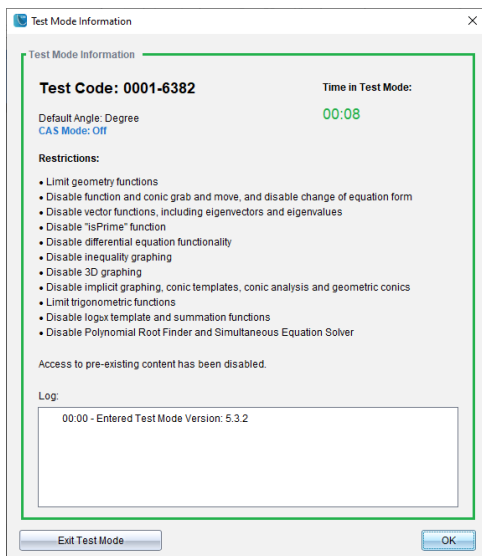 Test Mode Information
Test Mode Information
Test Code: 0001-6382
Time in Test Mode:
00:08
Default Angle: Degree
CAS Mode: Off
Restrictions:
• Limit geometry functions
• Disable function and conic grab and move, and disable change of equation form
• Disable vector functions, including eigenvectors and eigenvalues
• Disable "isPrime" function
• Disable differential equation functionality
• Disable inequality graphing
• Disable 3D graphing
• Disable implicit graphing, conic templates, conic analysis and geometric conics
• Limit trigonometric functions
• Disable logbx template and summation functions
• Disable Polynomial Root Finder and Simultaneous Equation Solver
Access to pre-existing content has been disabled.
Log:
00:00 - Entered Test Mode Version: 5.3.2
Exit Test Mode
OK